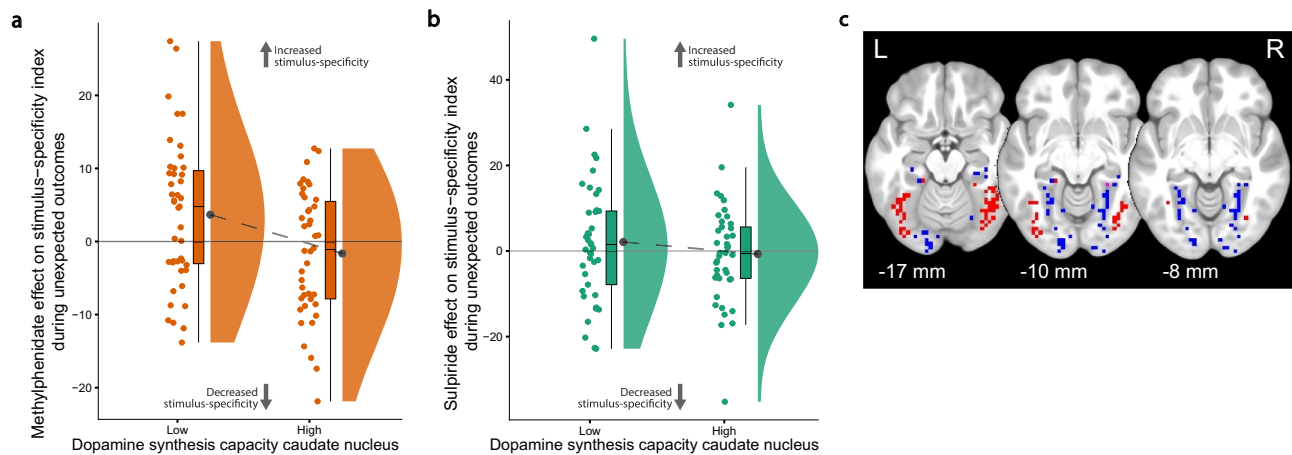 a
Methylphenidate effect on stimulus-specificity index
during unexpected outcomes
20
10
0
−10
−20
Increased
stimulus-specificity
Decreased
stimulus-specificity
Low
High
Dopamine synthesis capacity caudate nucleus
b
Sulpiride effect on stimulus-specificity index
during unexpected outcomes
40
20
0
−20
Increased
stimulus-specificity
Decreased
stimulus-specificity
Low
High
Dopamine synthesis capacity caudate nucleus
c
L
R
-17 mm
-10 mm
-8 mm